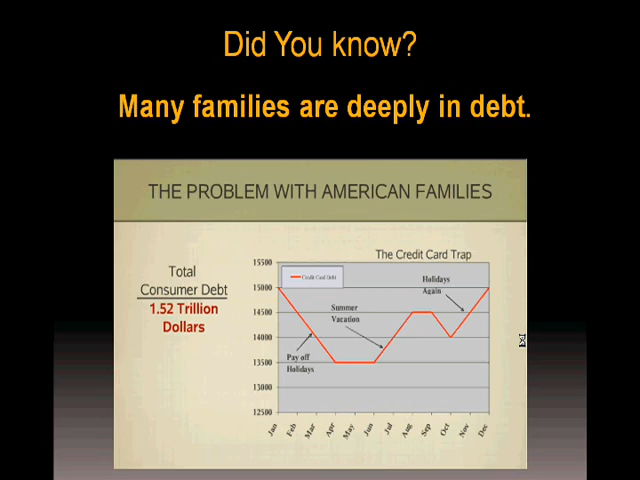 Did You know?
Many families are deeply in debt.
THE PROBLEM WITH AMERICAN FAMILIES
Total
Consumer Debt
1.52 Trillion
Dollars
The Credit Card Trap
15500
15000
14500
14000
13500
13000
12500
Credit Card Debt
Holidays
Again
Summer
Vacation
Pay off
Holidays
Jan Feb Mar Apr May Jun Jul Aug Sep Oct Nov Dec